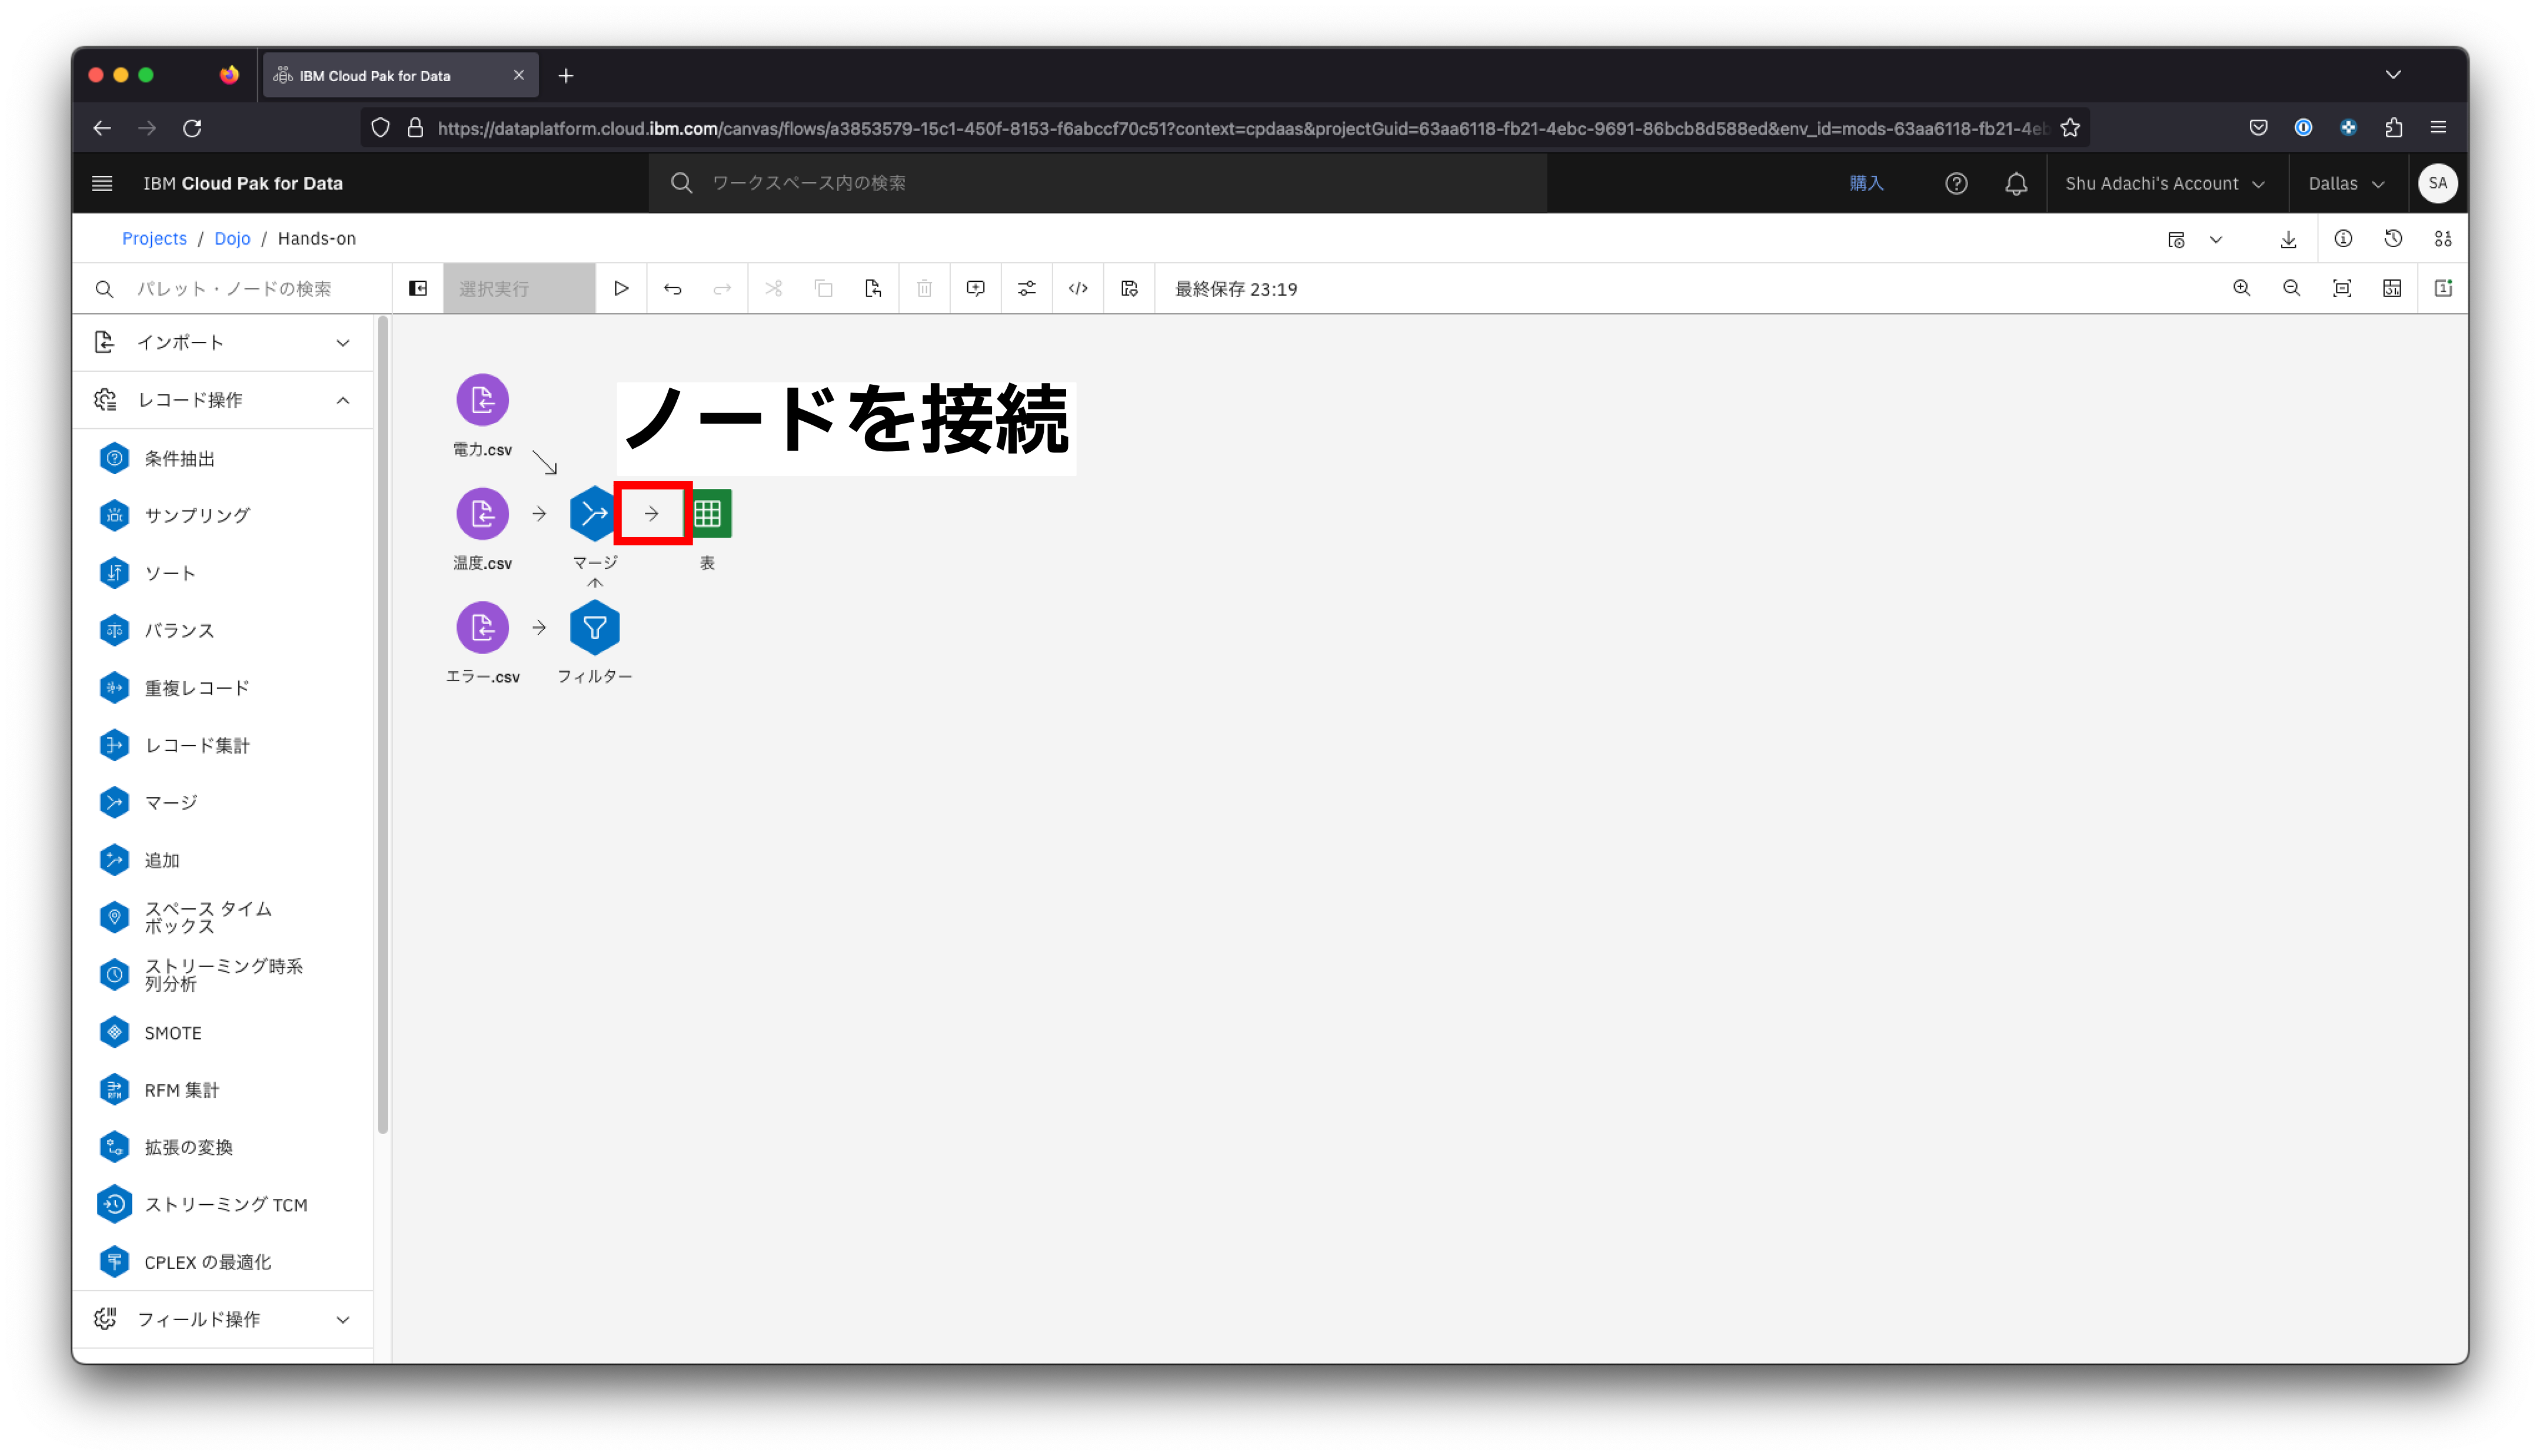 IBM Cloud Pak for Data
https://dataplatform.cloud.ibm.com/canvas/flows/a3853579-15c1-450f-8153-f6abccf70c51?context=cpdaas&projectGuid=63aa6118-fb21-4ebc-9691-86bcb8d588ed&env_id=mods-63aa6118-fb21-4eb
IBM Cloud Pak for Data
ワークスペース内の検索
購入
Shu Adachi's Account
Dallas
SA
Projects / Dojo / Hands-on
パレット・ノードの検索
選択実行
最終保存 23:19
インポート
レコード操作
条件抽出
サンプリング
ソート
バランス
重複レコード
レコード集計
マージ
追加
スペース タイム
ボックス
ストリーミング時系
列分析
SMOTE
RFM 集計
拡張の変換
ストリーミング TCM
CPLEX の最適化
フィールド操作
ノードを接続
電力.csv
温度.csv
マージ
表
エラー.csv
フィルター